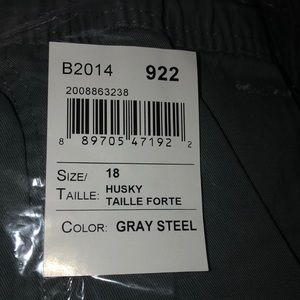 B2014 922
2008863238
8 89705 47192 2
SIZE/ 18
TAILLE: HUSKY
TAILLE FORTE
COLOR: GRAY STEEL